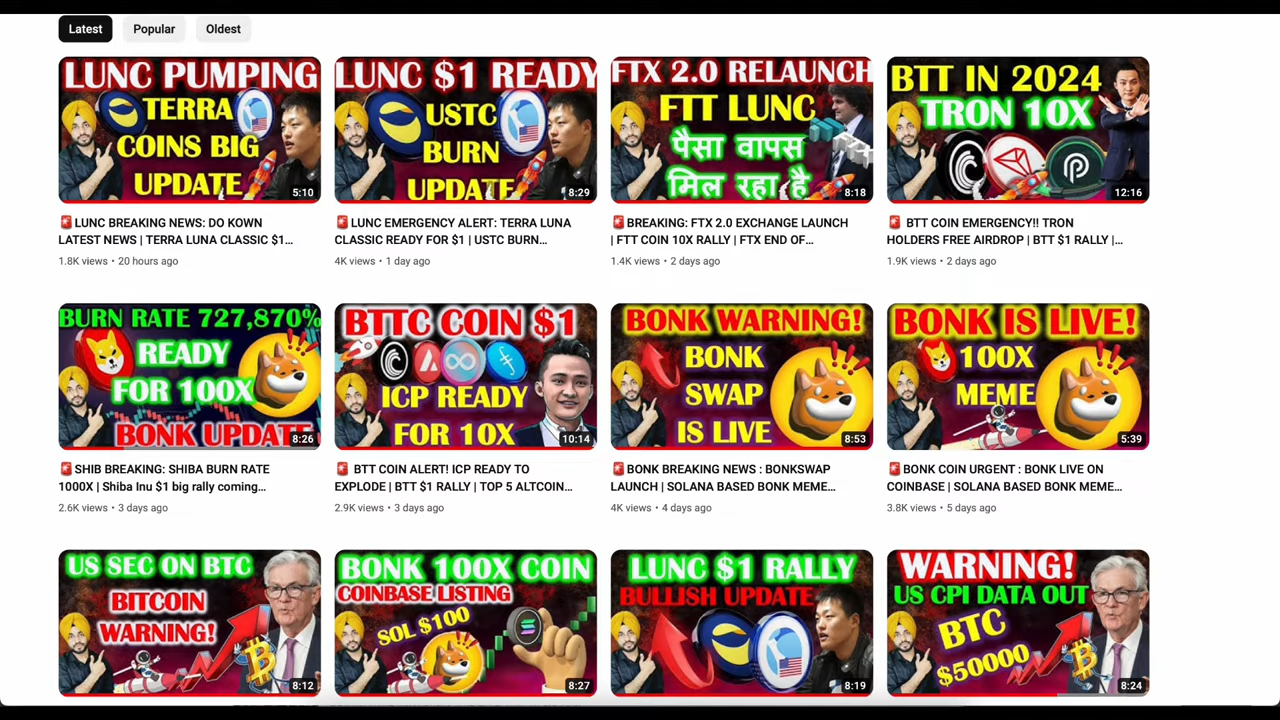 Latest
Popular
Oldest
LUNC PUMPING
TERRA
COINS BIG
UPDATE
5:10
LUNC $1 READY
USTC
BURN
UPDATE
8:29
FTX 2.0 RELAUNCH
FTT LUNC
पैसा वापस
मिल रहा है
8:18
BTT IN 2024
TRON 10X
12:16
🚨LUNC BREAKING NEWS: DO KOWN
LATEST NEWS | TERRA LUNA CLASSIC $1...
1.8K views • 20 hours ago
🚨LUNC EMERGENCY ALERT: TERRA LUNA
CLASSIC READY FOR $1 | USTC BURN...
4K views • 1 day ago
🚨BREAKING: FTX 2.0 EXCHANGE LAUNCH
| FTT COIN 10X RALLY | FTX END OF...
1.4K views • 2 days ago
🚨 BTT COIN EMERGENCY!! TRON
HOLDERS FREE AIRDROP | BTT $1 RALLY |...
1.9K views • 2 days ago
BURN RATE 727,870%
READY
FOR 100X
BONK UPDATE
8:26
BTTC COIN $1
ICP READY
FOR 10X
10:14
BONK WARNING!
BONK
SWAP
IS LIVE
8:53
BONK IS LIVE!
100X
MEME
5:39
🚨SHIB BREAKING: SHIBA BURN RATE
1000X | Shiba Inu $1 big rally coming...
2.6K views • 3 days ago
🚨 BTT COIN ALERT! ICP READY TO
EXPLODE | BTT $1 RALLY | TOP 5 ALTCOIN...
2.9K views • 3 days ago
🚨BONK BREAKING NEWS : BONKSWAP
LAUNCH | SOLANA BASED BONK MEME...
4K views • 4 days ago
🚨BONK COIN URGENT : BONK LIVE ON
COINBASE | SOLANA BASED BONK MEME...
3.8K views • 5 days ago
US SEC ON BTC
BITCOIN
WARNING!
8:12
BONK 100X COIN
COINBASE LISTING
SOL $100
8:27
LUNC $1 RALLY
BULLISH UPDATE
8:19
WARNING!
US CPI DATA OUT
BTC
$50000
8:24